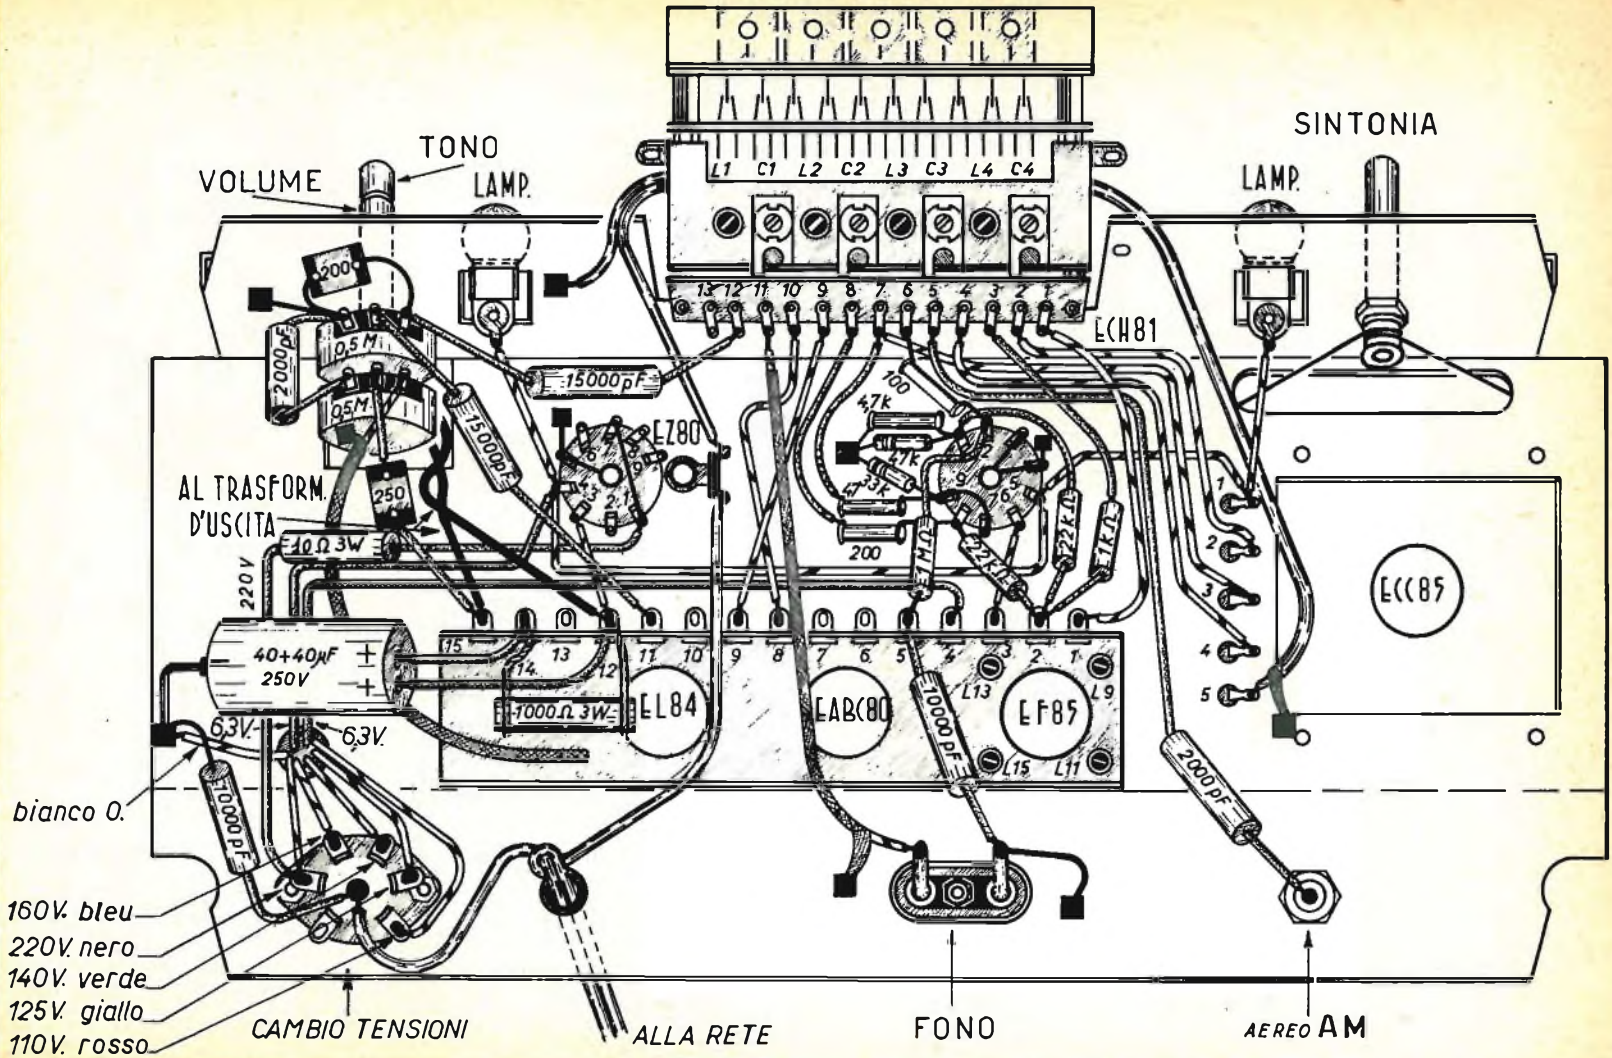 SINTONIA
TONO
VOLUME
LAMP.
LAMP.
L1 C1 L2 C2 L3 C3 L4 C4
13 12 11 10 9 8 7 6 5 4 3 2 1
ECH81
200
0,5M
2000pF
0,5M
15000pF
15000pF
100
4,7k
47k
33k
47
200
EZ80
AL TRASFORM.
D'USCITA
250
10Ω 3W
220V
1MΩ
22kΩ
22kΩ
1kΩ
1
2
3
4
5
ECC85
40+40μF
250V
15 14 13 12 11 10 9 8 7 6 5 4 3 2 1
1000Ω 3W
EL84
EABC80
EF85
L13
L9
L15
L11
10000pF
2000pF
6,3V.
6,3V.
bianco 0.
10000pF
160V. bleu
220V. nero
140V. verde
125V. giallo
110V. rosso
CAMBIO TENSIONI
ALLA RETE
FONO
AEREO AM